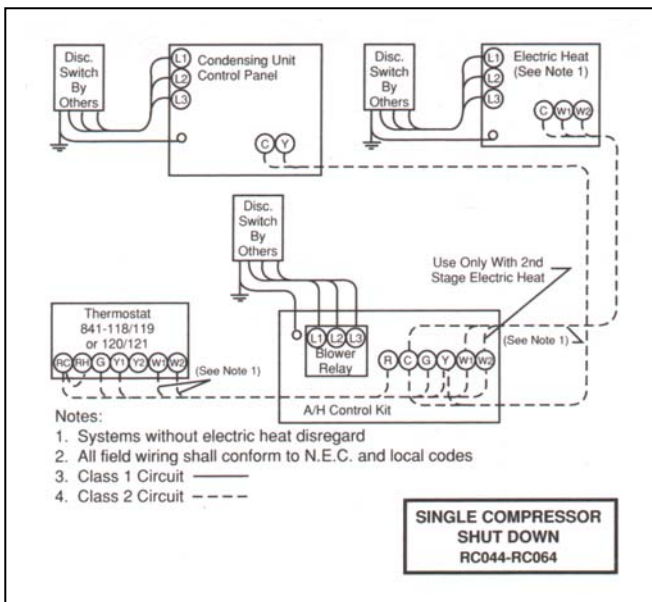 Disc.
Switch
By
Others
L1
L2
L3
Condensing Unit
Control Panel
C Y
Disc.
Switch
By
Others
L1
L2
L3
Electric Heat
(See Note 1)
C W1 W2
Disc.
Switch
By
Others
Use Only With 2nd
Stage Electric Heat
Thermostat
841-118/119
or 120/121
RC RH G Y1 Y2 W1 W2
(See Note 1)
L1 L2 L3
Blower
Relay
R C G Y W1 W2
(See Note 1)
A/H Control Kit
Notes:
1. Systems without electric heat disregard
2. All field wiring shall conform to N.E.C. and local codes
3. Class 1 Circuit
4. Class 2 Circuit
SINGLE COMPRESSOR
SHUT DOWN
RC044-RC064